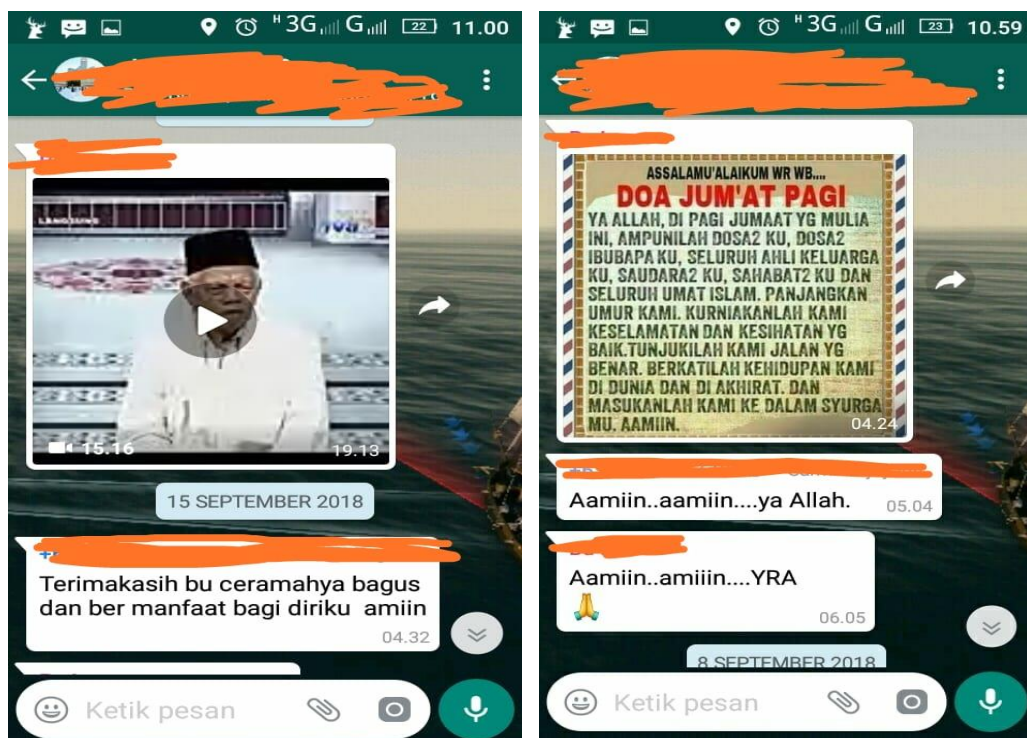 H 3G G 22 11.00
LANGSUNG
15.16
19.13
15 SEPTEMBER 2018
Terimakasih bu ceramahya bagus
dan ber manfaat bagi diriku amiin
04.32
Ketik pesan
H 3G G 23 10.59
ASSALAMU'ALAIKUM WR WB....
DOA JUM'AT PAGI
YA ALLAH, DI PAGI JUMAAT YG MULIA
INI, AMPUNILAH DOSA2 KU, DOSA2
IBUBAPA KU, SELURUH AHLI KELUARGA
KU, SAUDARA2 KU, SAHABAT2 KU DAN
SELURUH UMAT ISLAM. PANJANGKAN
UMUR KAMI. KURNIAKANLAH KAMI
KESELAMATAN DAN KESIHATAN YG
BAIK.TUNJUKILAH KAMI JALAN YG
BENAR. BERKATILAH KEHIDUPAN KAMI
DI DUNIA DAN DI AKHIRAT. DAN
MASUKANLAH KAMI KE DALAM SYURGA
MU. AAMIIN.
04.24
Aamiin..aamiin....ya Allah.
05.04
Aamiin..amiiin....YRA
06.05
8 SEPTEMBER 2018
Ketik pesan